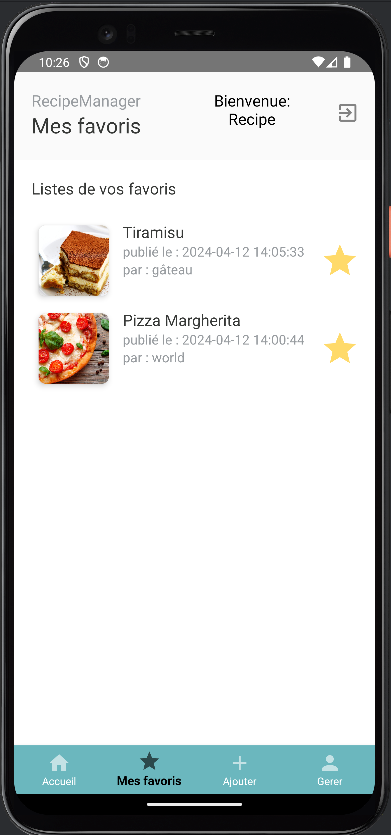 10:26
RecipeManager
Mes favoris
Bienvenue:
Recipe
Listes de vos favoris
Tiramisu
publié le : 2024-04-12 14:05:33
par : gâteau
Pizza Margherita
publié le : 2024-04-12 14:00:44
par : world
Accueil
Mes favoris
Ajouter
Gerer